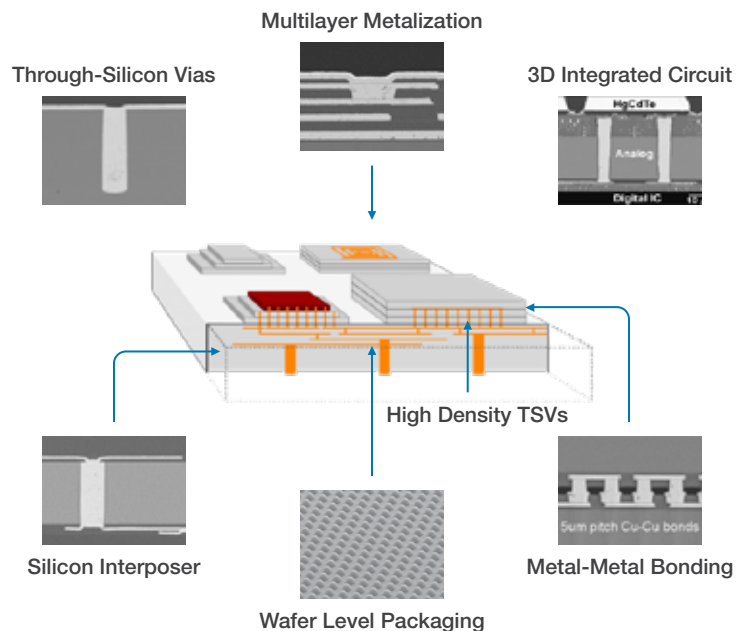 Multilayer Metalization
Through-Silicon Vias
3D Integrated Circuit
HgCdTe
Analog
Digital IC
High Density TSVs
5um pitch Cu-Cu bonds
Silicon Interposer
Metal-Metal Bonding
Wafer Level Packaging